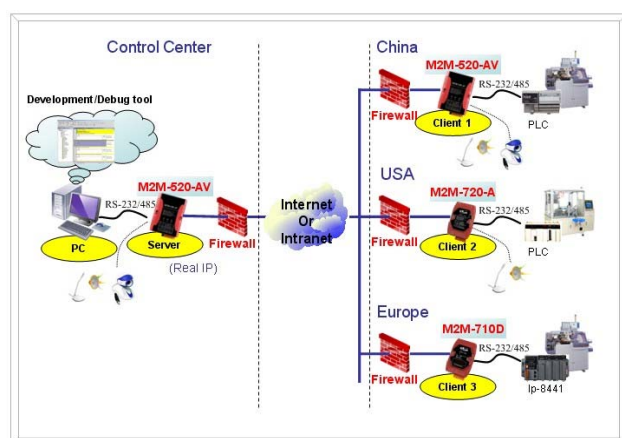 Control Center
China
M2M-520-AV
RS-232/485
Firewall
Client 1
PLC
Development/Debug tool
USA
M2M-520-AV
RS-232/485
PC
Server
(Real IP)
Firewall
Internet
Or
Intranet
M2M-720-A
RS-232/485
Firewall
Client 2
PLC
Europe
M2M-710D
RS-232/485
Firewall
Client 3
Ip-8441